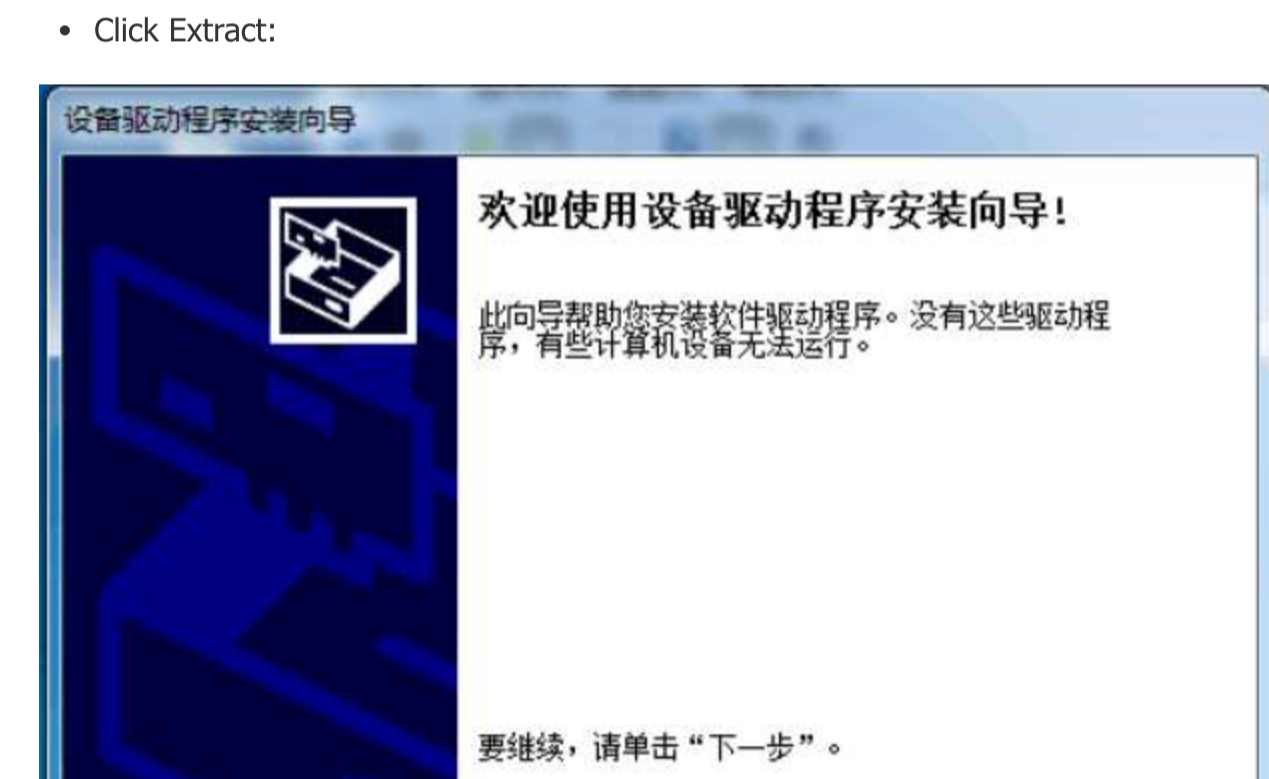 • Click Extract:
设备驱动程序安装向导
欢迎使用设备驱动程序安装向导!
此向导帮助您安装软件驱动程序。没有这些驱动程
序，有些计算机设备无法运行。
要继续，请单击“下一步”。